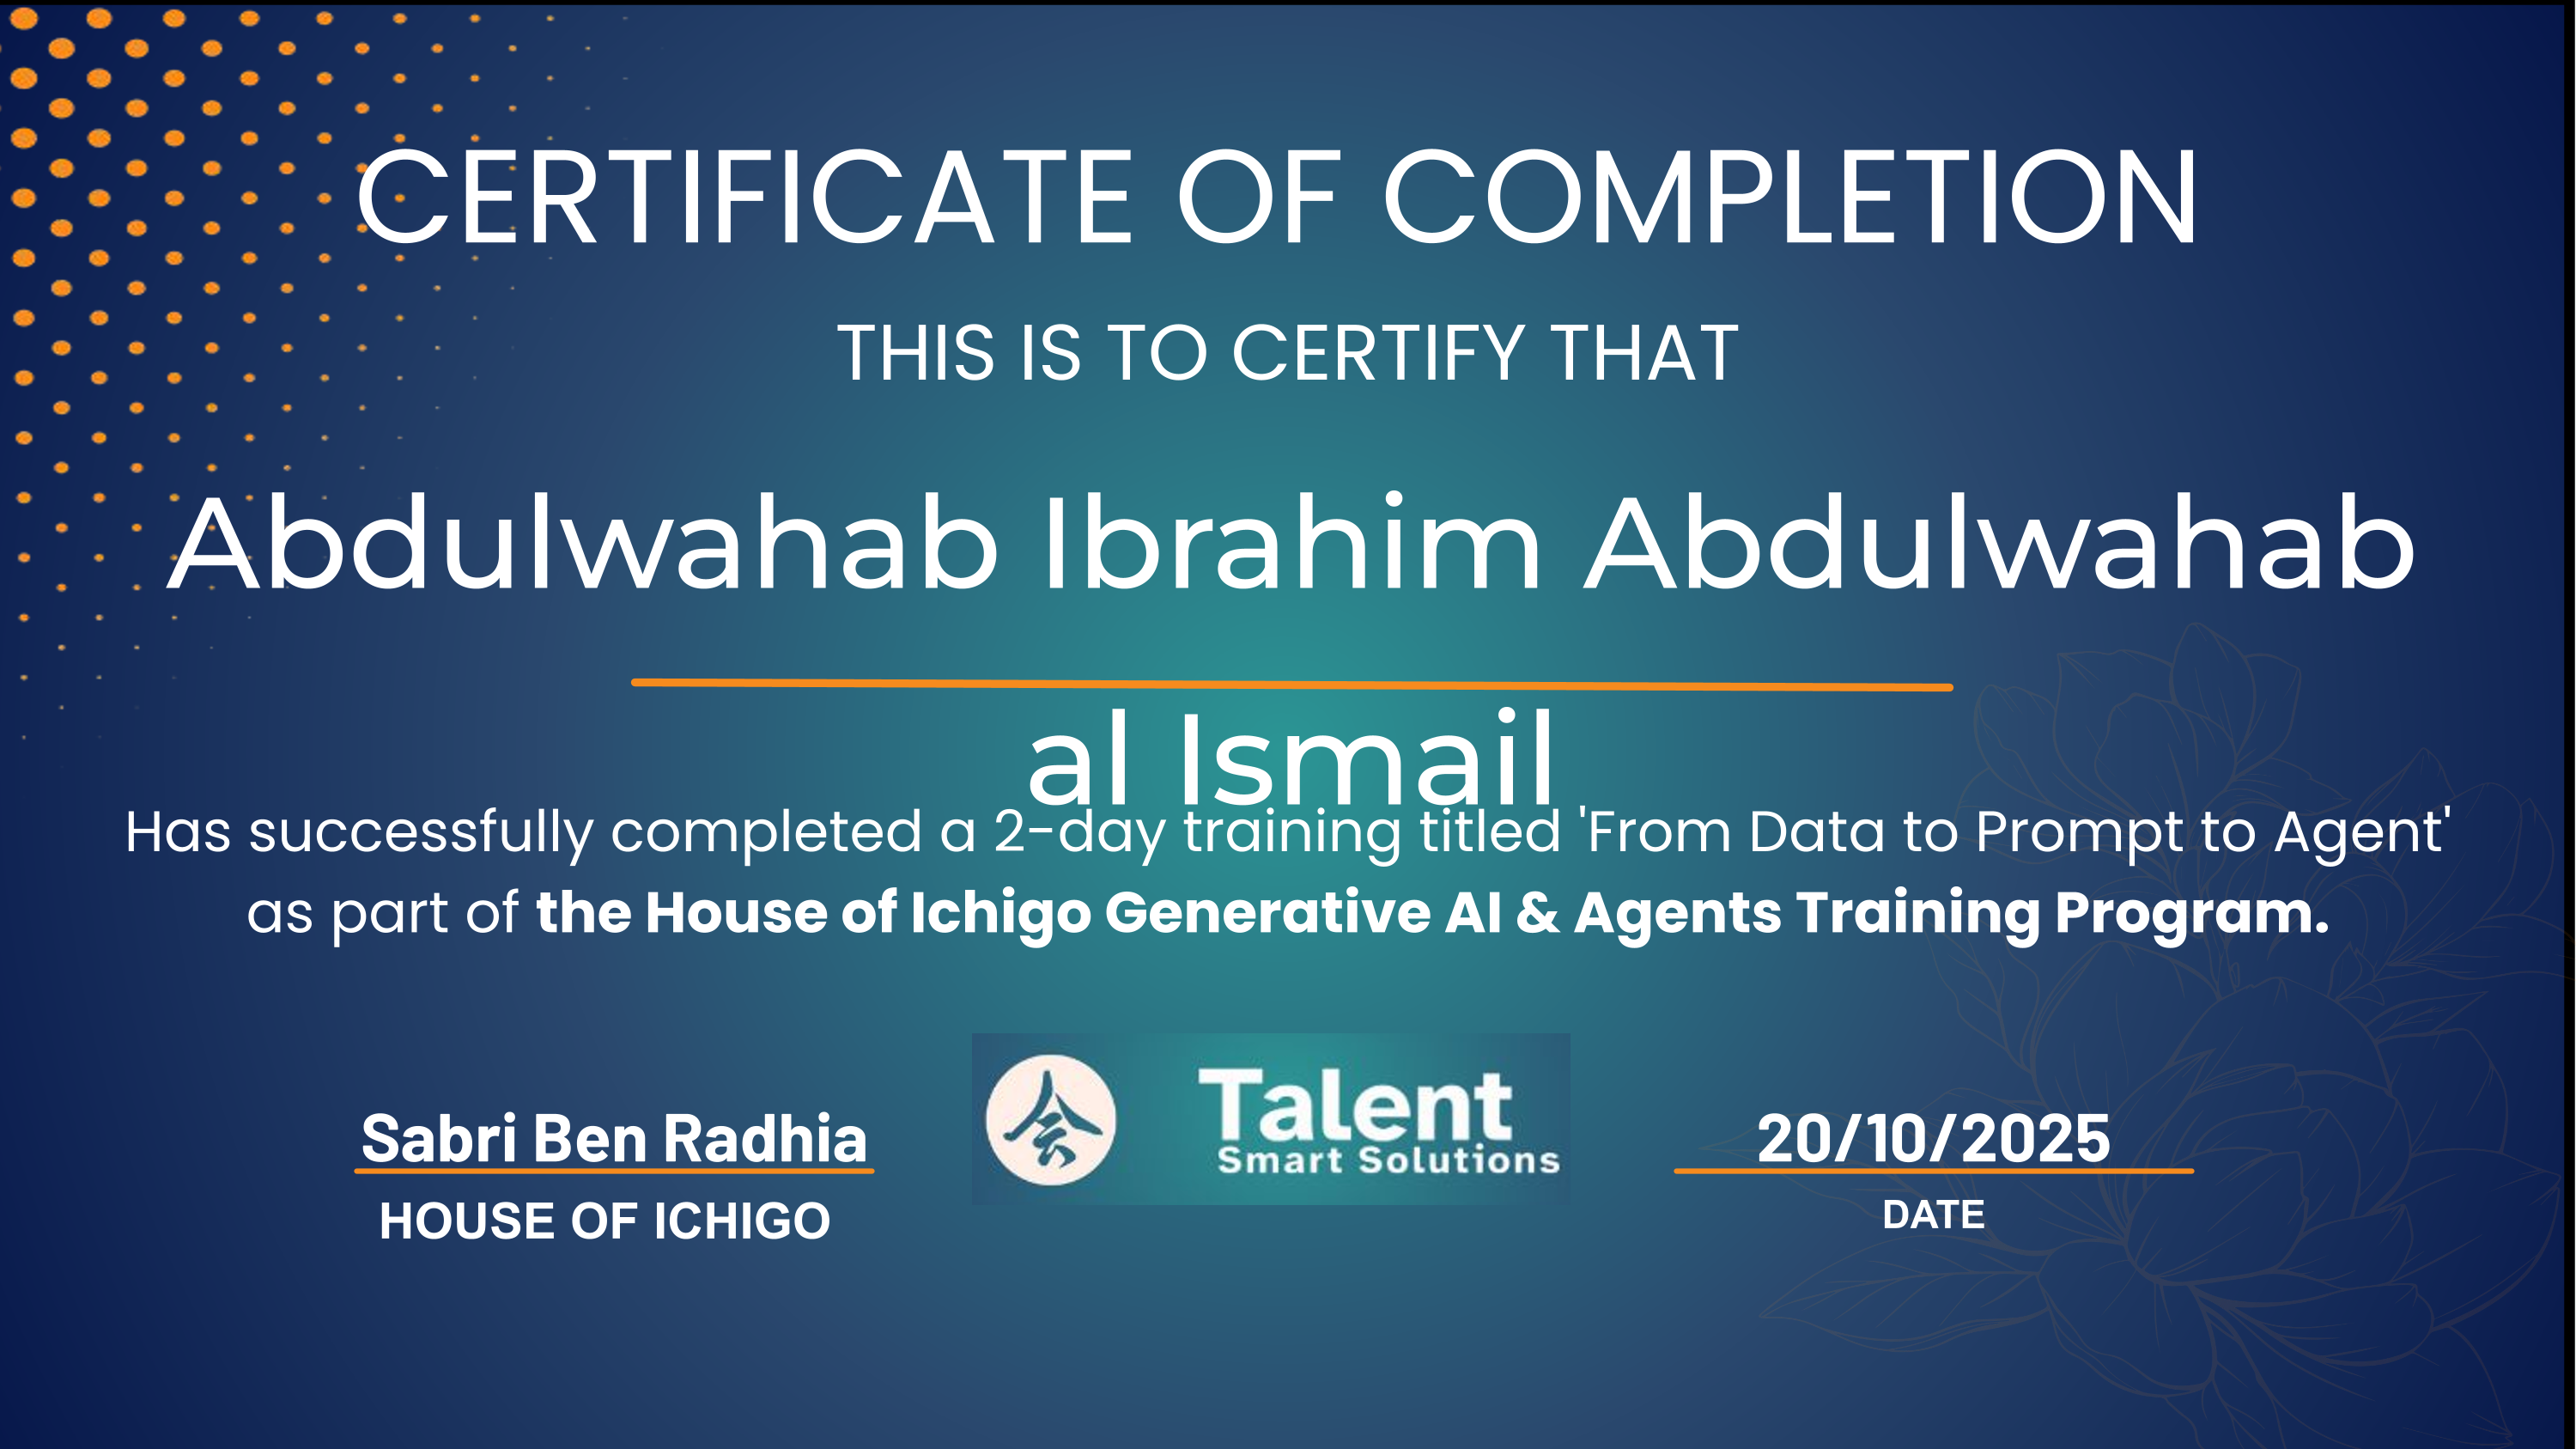 CERTIFICATE OF COMPLETION
THIS IS TO CERTIFY THAT
Abdulwahab Ibrahim Abdulwahab
al Ismail
Has successfully completed a 2-day training titled 'From Data to Prompt to Agent'
as part of the House of Ichigo Generative AI & Agents Training Program.
Sabri Ben Radhia
HOUSE OF ICHIGO
Talent
Smart Solutions
20/10/2025
DATE